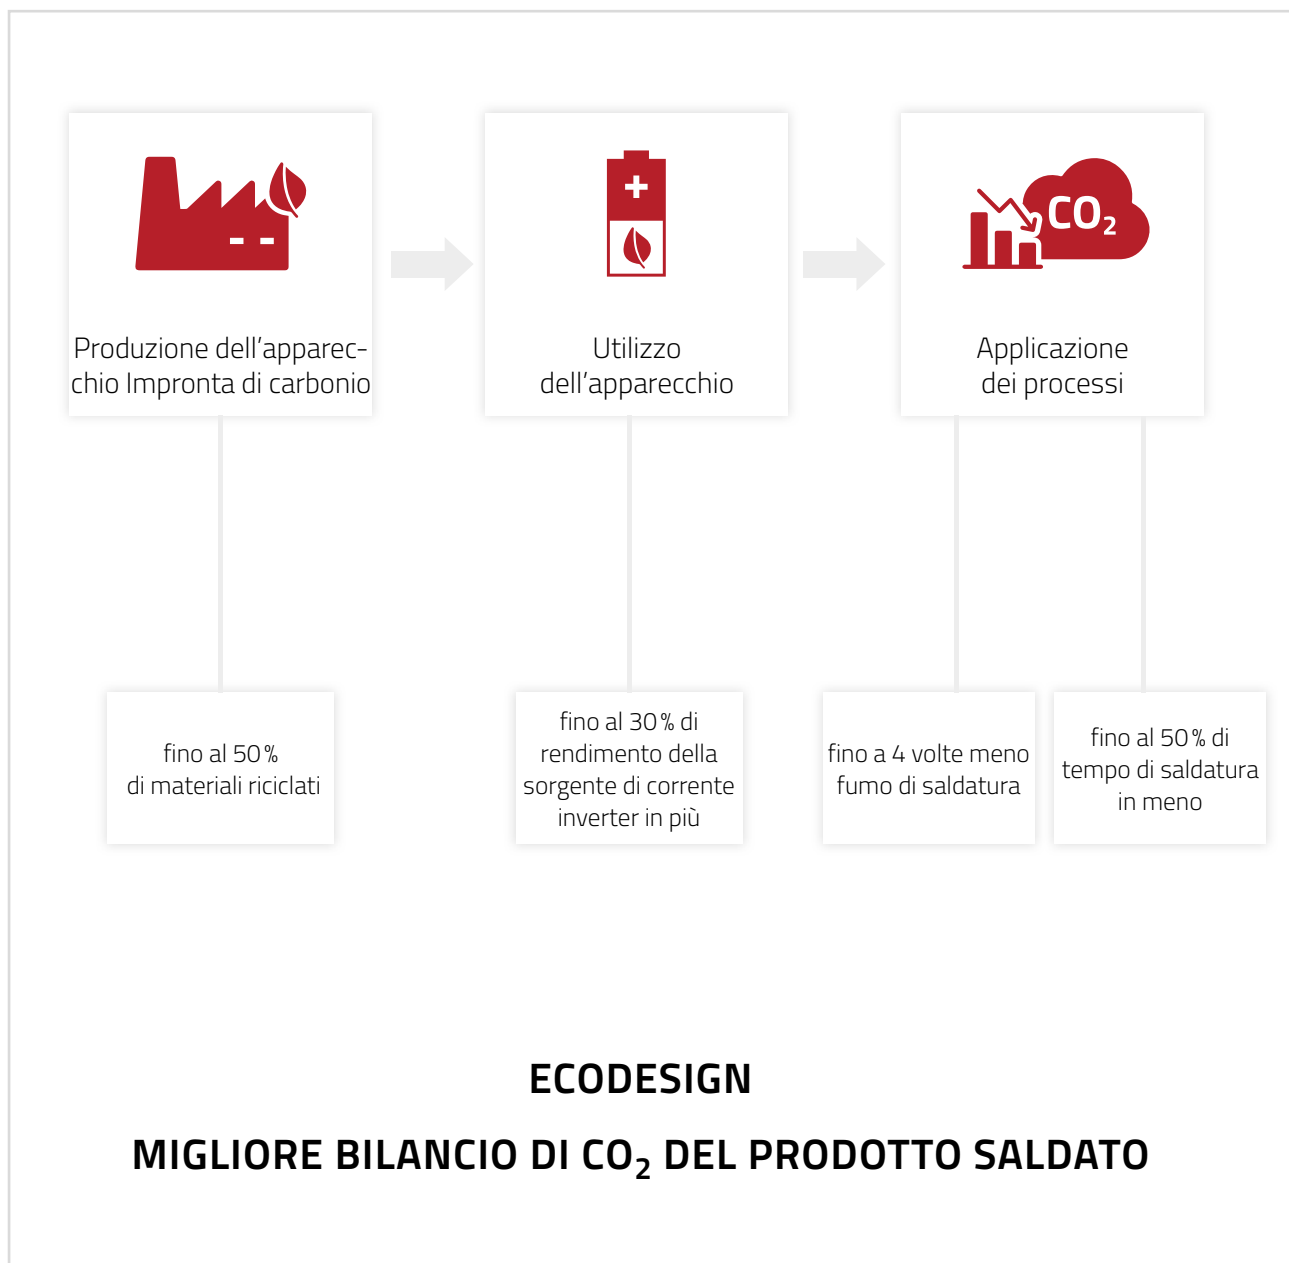 CO₂
Produzione dell’apparec-
chio Impronta di carbonio
Utilizzo
dell’apparecchio
Applicazione
dei processi
fino al 50 %
di materiali riciclati
fino al 30 % di
rendimento della
sorgente di corrente
inverter in più
fino a 4 volte meno
fumo di saldatura
fino al 50 % di
tempo di saldatura
in meno
ECODESIGN
MIGLIORE BILANCIO DI CO₂ DEL PRODOTTO SALDATO